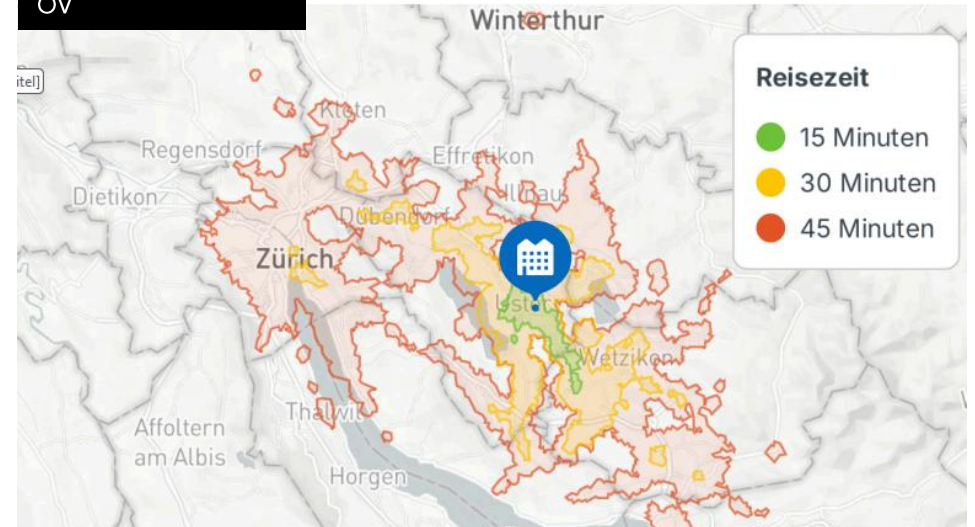 ÖV
Winterthur
itel]
Reisezeit
15 Minuten
30 Minuten
45 Minuten
Kloten
Regensdorf
Effretikon
Dietikon
Illnau
Dübendorf
Zürich
Uster
Wetzikon
Thalwil
Affoltern
am Albis
Horgen